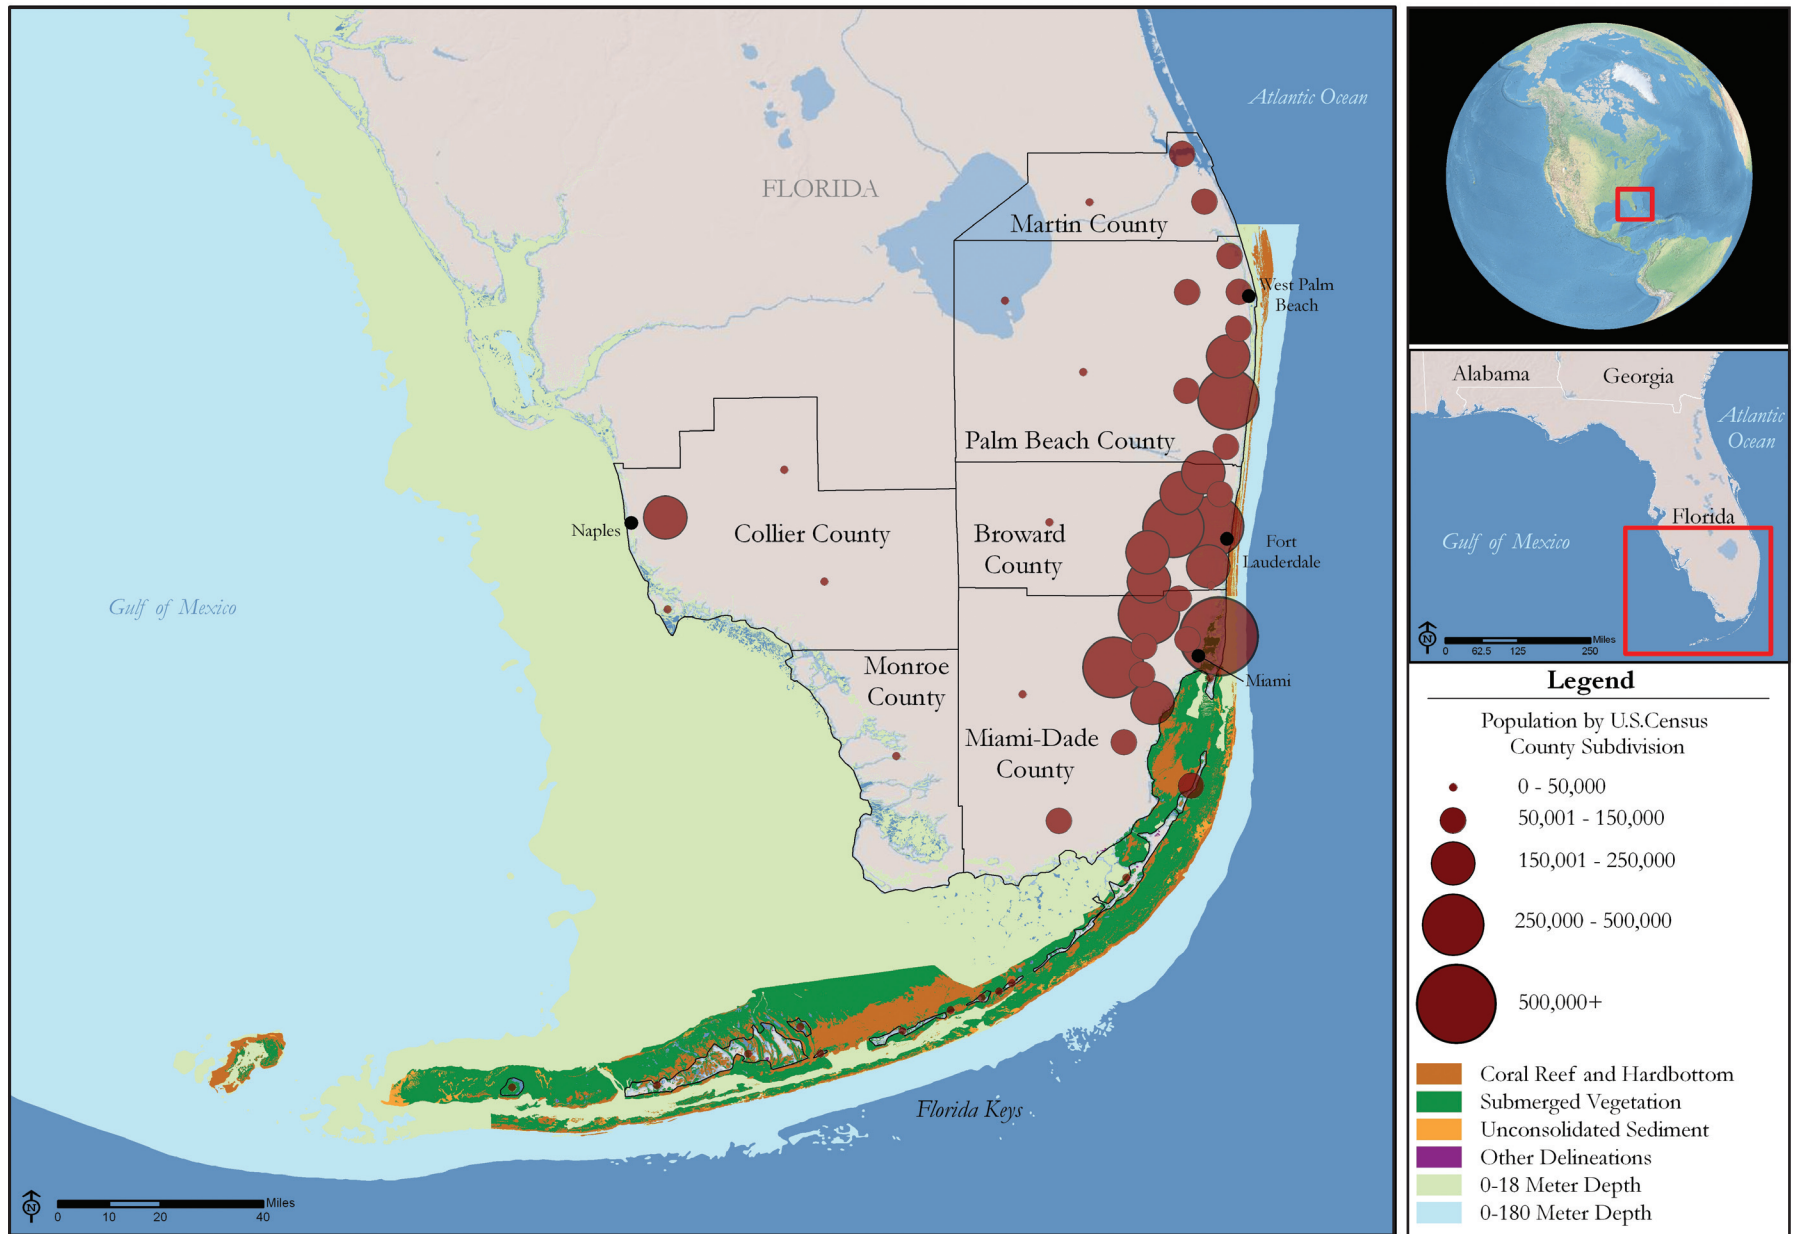 Atlantic Ocean
FLORIDA
Martin County
West Palm
Beach
Palm Beach County
Naples
Collier County
Broward
County
Fort
Lauderdale
Gulf of Mexico
Monroe
County
Miami
Miami-Dade
County
Florida Keys
N
Miles
0 10 20 40
Alabama
Georgia
Atlantic
Ocean
Florida
Gulf of Mexico
N
Miles
0 62.5 125 250
Legend
Population by U.S.Census
County Subdivision
0 - 50,000
50,001 - 150,000
150,001 - 250,000
250,000 - 500,000
500,000+
Coral Reef and Hardbottom
Submerged Vegetation
Unconsolidated Sediment
Other Delineations
0-18 Meter Depth
0-180 Meter Depth